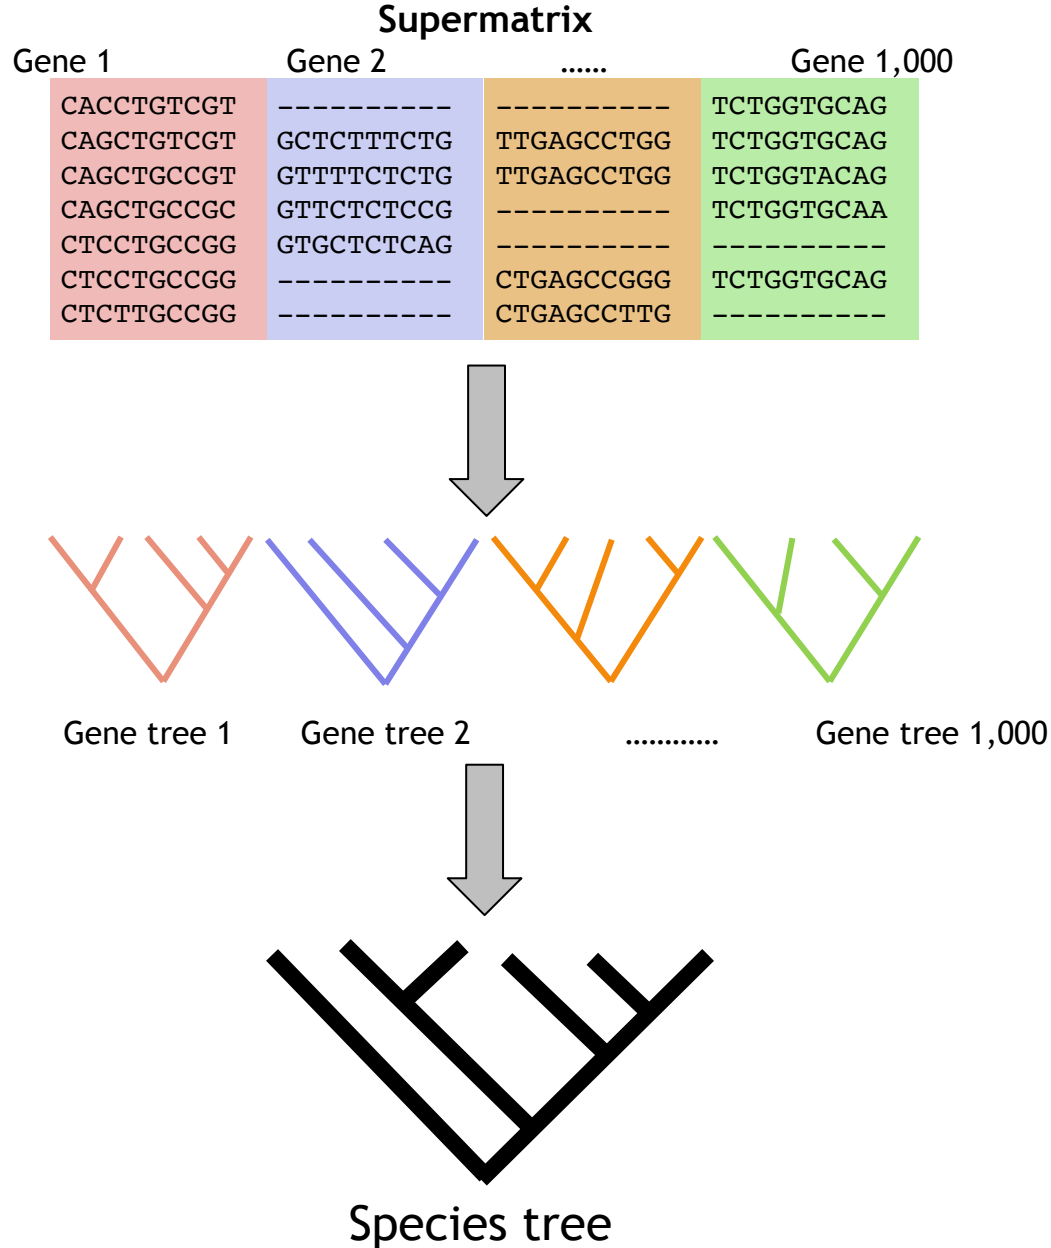 Supermatrix
Gene 1 Gene 2 ...... Gene 1,000
CACCTGTCGT ---------- ---------- TCTGGTGCAG
CAGCTGTCGT GCTCTTTCTG TTGAGCCTGG TCTGGTGCAG
CAGCTGCCGT GTTTTCTCTG TTGAGCCTGG TCTGGTACAG
CAGCTGCCGC GTTCTCTCCG ---------- TCTGGTGCAA
CTCCTGCCGG GTGCTCTCAG ---------- ----------
CTCCTGCCGG ---------- CTGAGCCGGG TCTGGTGCAG
CTCTTGCCGG ---------- CTGAGCCTTG ----------
Gene tree 1 Gene tree 2 ............ Gene tree 1,000
Species tree